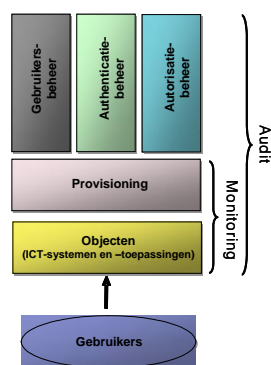 Gebruikers-
beheer
Authenticatie-
beheer
Autorisatie-
beheer
Provisioning
Objecten
(ICT-systemen en –toepassingen)
Gebruikers
Monitoring
Audit